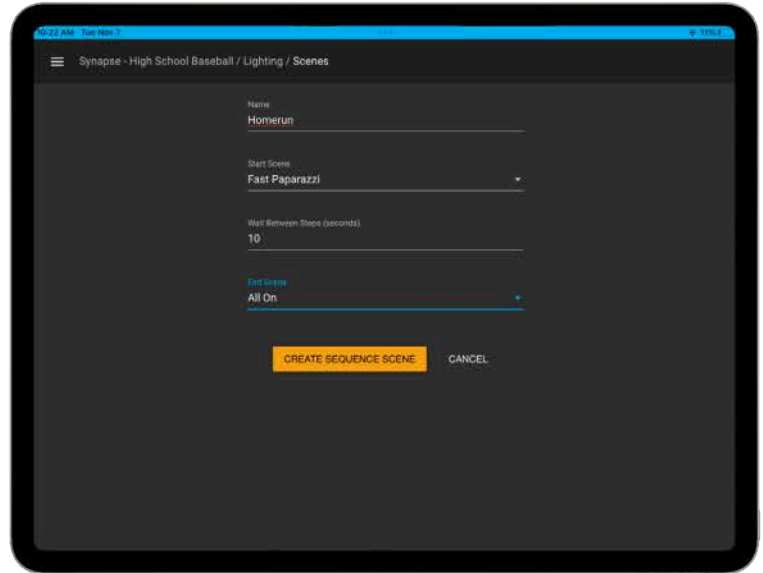 10:22 AM Tue Nov 7
Synapse - High School Baseball / Lighting / Scenes
Name
Homerun
Start Scene
Fast Paparazzi
Wait Between Steps (seconds)
10
End Scene
All On
CREATE SEQUENCE SCENE
CANCEL